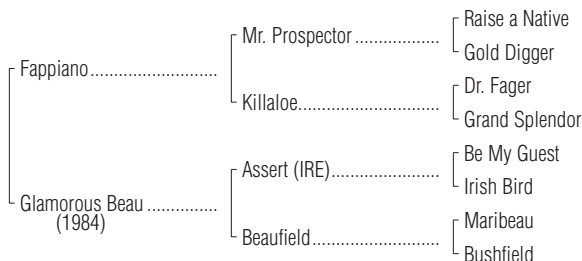 Raise a Native
Mr. Prospector ...................
Gold Digger
Fappiano .............................
Dr. Fager
Killaloe ................................
Grand Splendor
Be My Guest
Assert (IRE) .........................
Irish Bird
Glamorous Beau ................
(1984)
Maribeau
Beaufield .............................
Bushfield